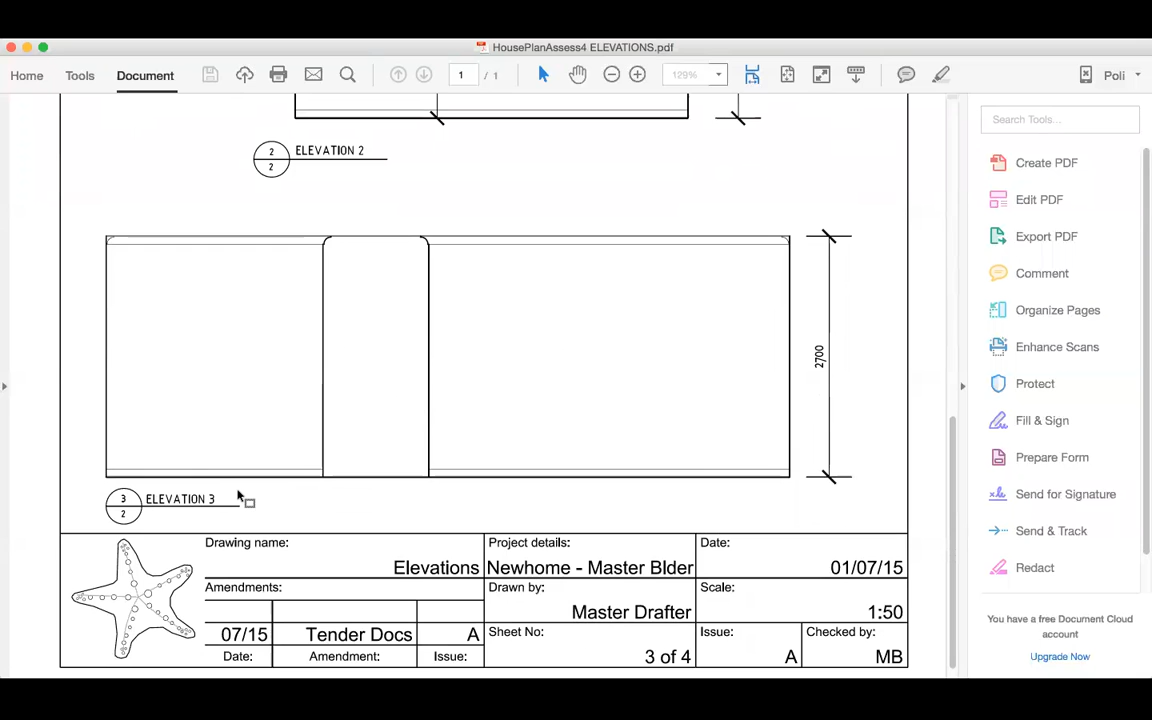 HousePlanAssess4 ELEVATIONS.pdf
Home Tools Document 1 / 1 129% Poli
Search Tools...
Create PDF
Edit PDF
Export PDF
Comment
Organize Pages
Enhance Scans
Protect
Fill & Sign
Prepare Form
Send for Signature
Send & Track
Redact
You have a free Document Cloud
account
Upgrade Now
2
2
ELEVATION 2
2700
3
2
ELEVATION 3
Drawing name:
Elevations
Project details:
Newhome - Master Blder
Date:
01/07/15
Amendments:
Drawn by:
Master Drafter
Scale:
1:50
07/15 Tender Docs A
Date: Amendment: Issue:
Sheet No:
3 of 4
Issue:
A
Checked by:
MB